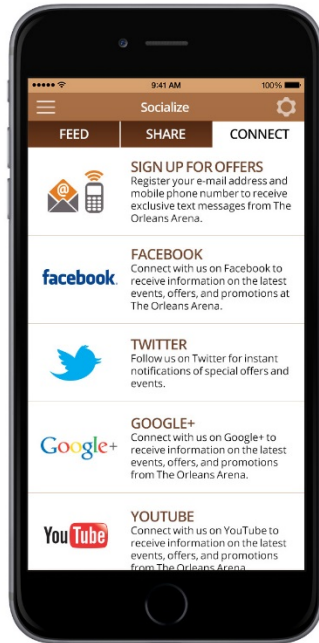 9:41 AM
100%
Socialize
FEED
SHARE
CONNECT
SIGN UP FOR OFFERS
Register your e-mail address and
mobile phone number to receive
exclusive text messages from The
Orleans Arena.
facebook.
FACEBOOK
Connect with us on Facebook to
receive information on the latest
events, offers, and promotions at
The Orleans Arena.
TWITTER
Follow us on Twitter for instant
notifications of special offers and
events.
Google+
GOOGLE+
Connect with us on Google+ to
receive information on the latest
events, offers, and promotions
from The Orleans Arena.
YouTube
YOUTUBE
Connect with us on YouTube to
receive information on the latest
events, offers, and promotions
from The Orleans Arena.